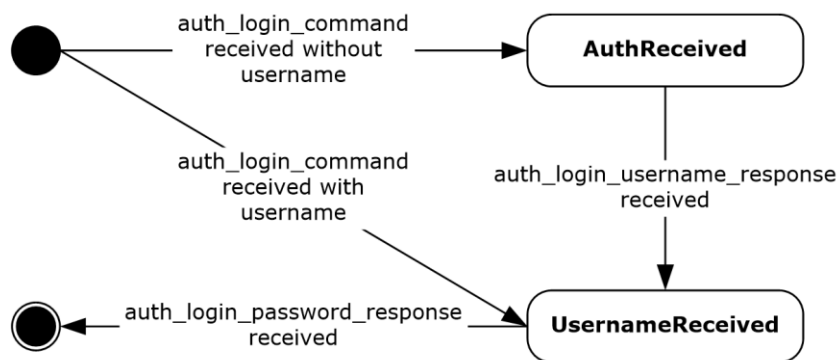 auth_login_command
received without
username
AuthReceived
auth_login_command
received with
username
auth_login_username_response
received
auth_login_password_response
received
UsernameReceived